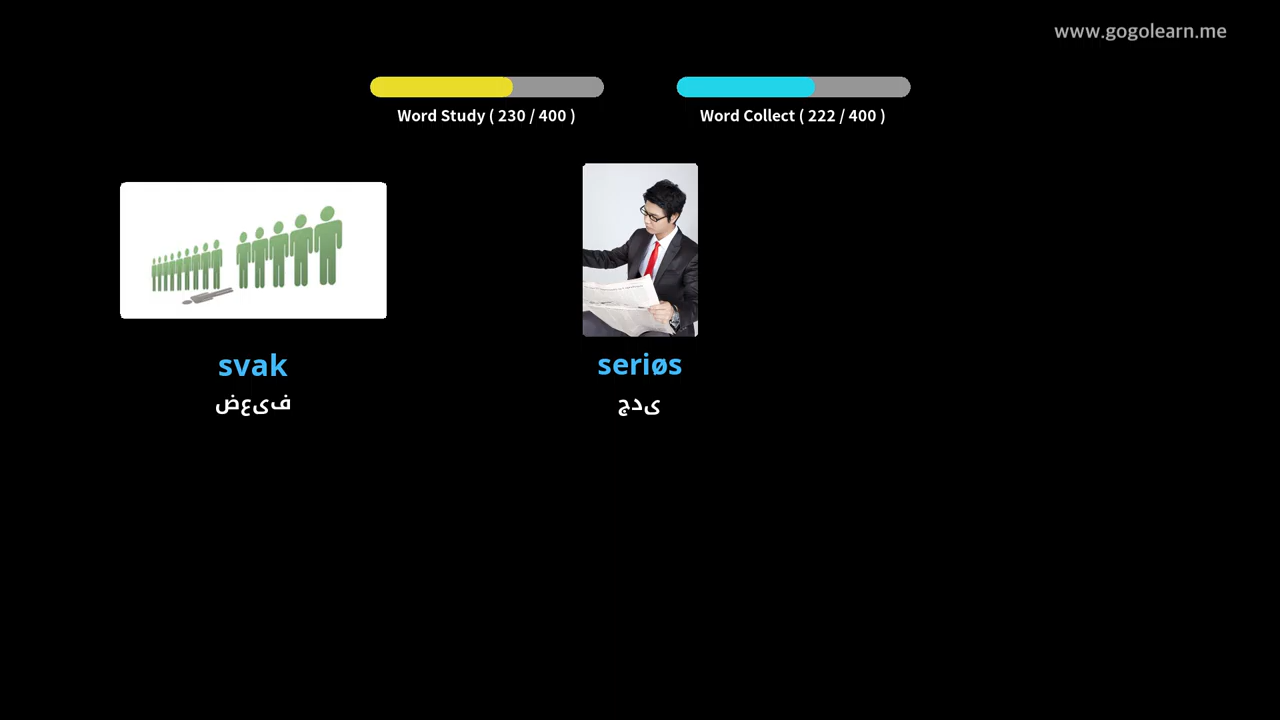 www.gogolearn.me
Word Study ( 230 / 400 )
Word Collect ( 222 / 400 )
svak
ضعیف
seriøs
جدی